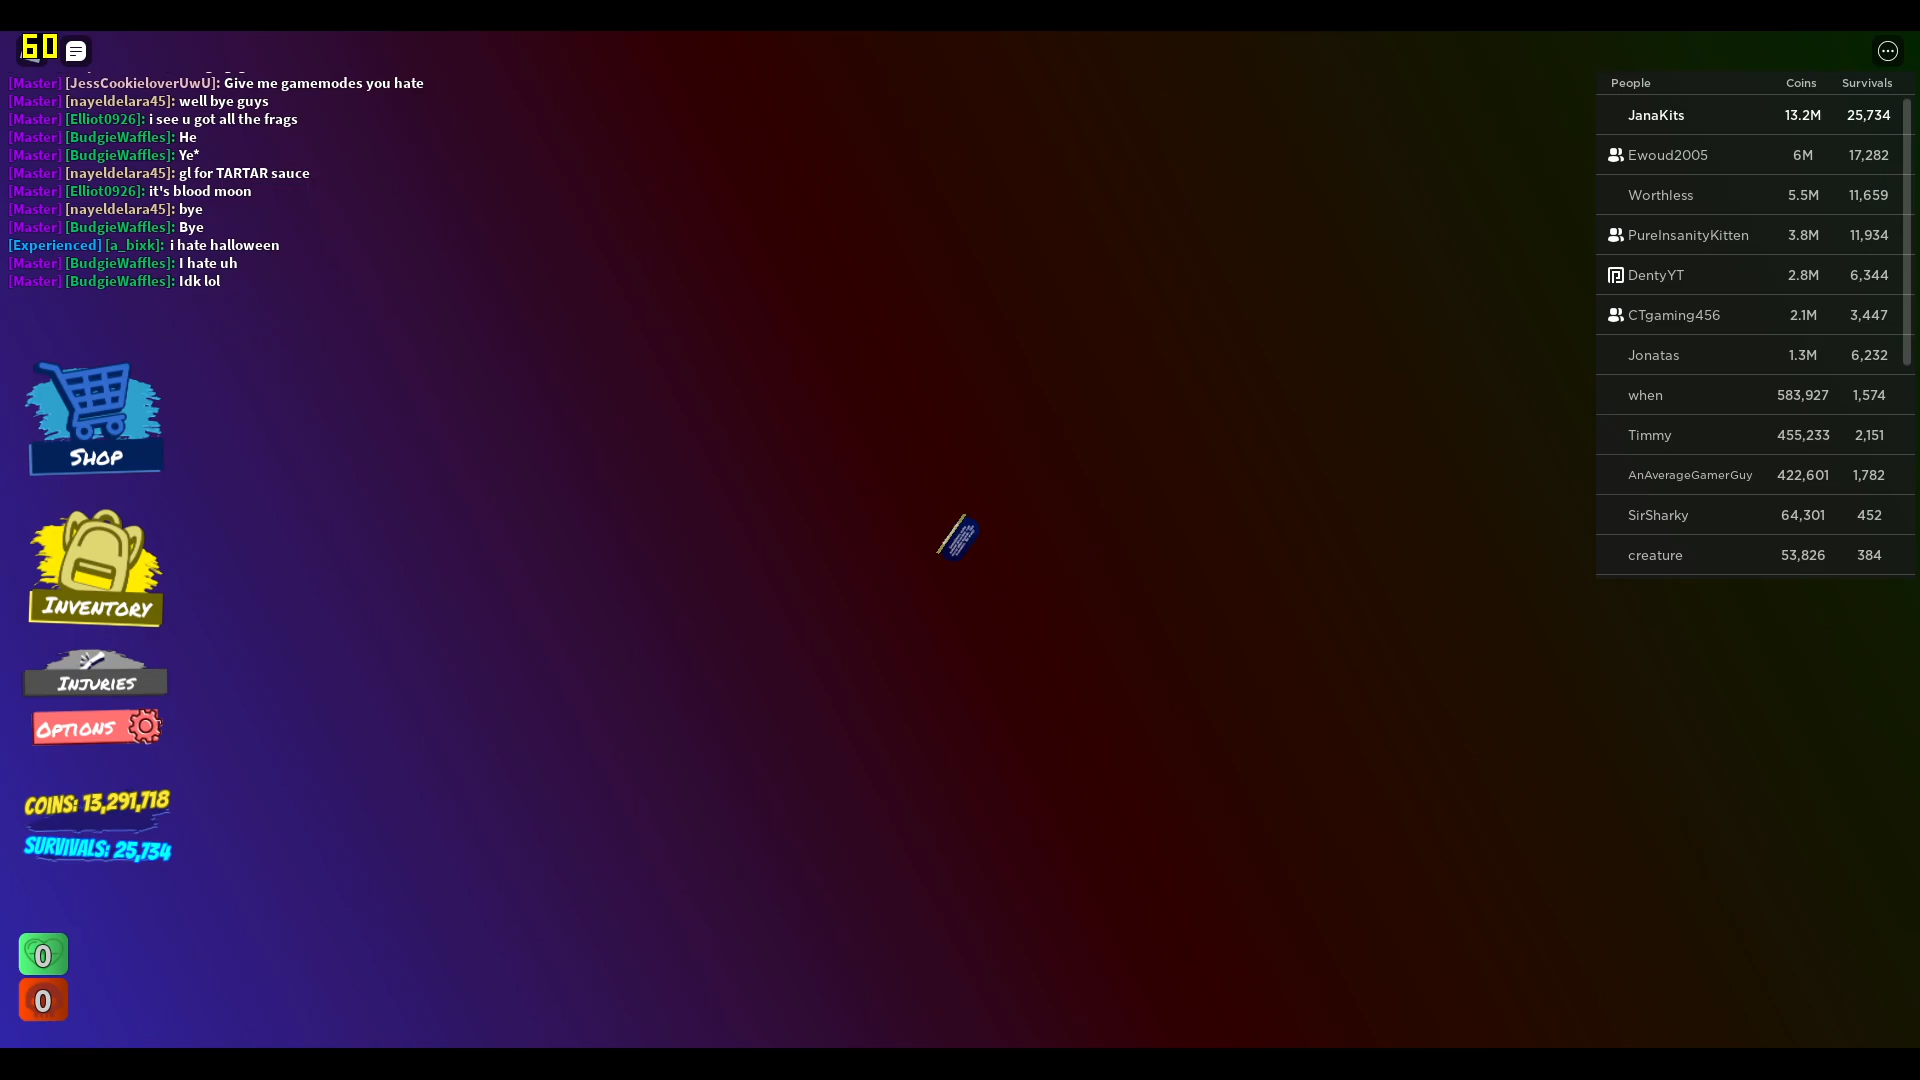 60
[Master] [JessCookieloverUwU]: Give me gamemodes you hate
[Master] [nayeldelara45]: well bye guys
[Master] [Elliot0926]: i see u got all the frags
[Master] [BudgieWaffles]: He
[Master] [BudgieWaffles]: Ye*
[Master] [nayeldelara45]: gl for TARTAR sauce
[Master] [Elliot0926]: it's blood moon
[Master] [nayeldelara45]: bye
[Master] [BudgieWaffles]: Bye
[Experienced] [a_bixk]: i hate halloween
[Master] [BudgieWaffles]: I hate uh
[Master] [BudgieWaffles]: Idk lol
SHOP
INVENTORY
INJURIES
OPTIONS
COINS: 13,291,718
SURVIVALS: 25,734
0
0
People Coins Survivals
JanaKits 13.2M 25,734
Ewoud2005 6M 17,282
Worthless 5.5M 11,659
PureInsanityKitten 3.8M 11,934
DentyYT 2.8M 6,344
CTgaming456 2.1M 3,447
Jonatas 1.3M 6,232
when 583,927 1,574
Timmy 455,233 2,151
AnAverageGamerGuy 422,601 1,782
SirSharky 64,301 452
creature 53,826 384